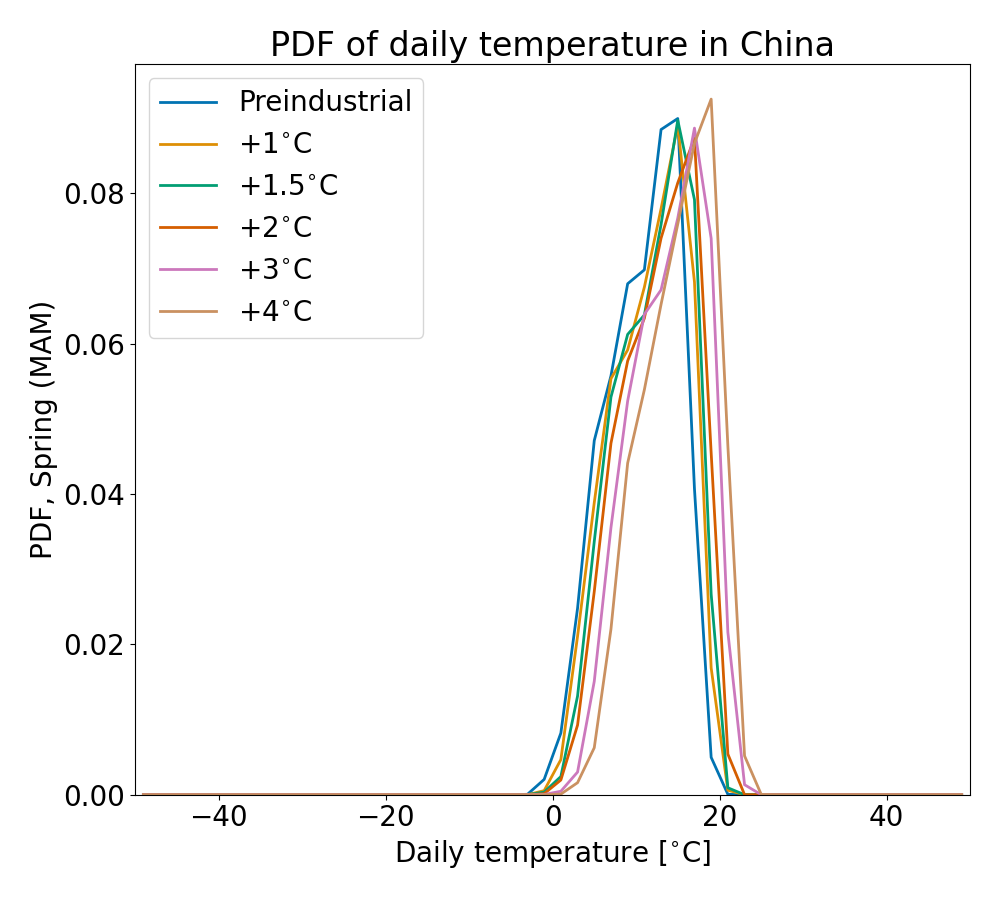 PDF of daily temperature in China
Preindustrial
+1°C
+1.5°C
+2°C
+3°C
+4°C
PDF, Spring (MAM)
0.08
0.06
0.04
0.02
0.00
−40
−20
0
20
40
Daily temperature [°C]